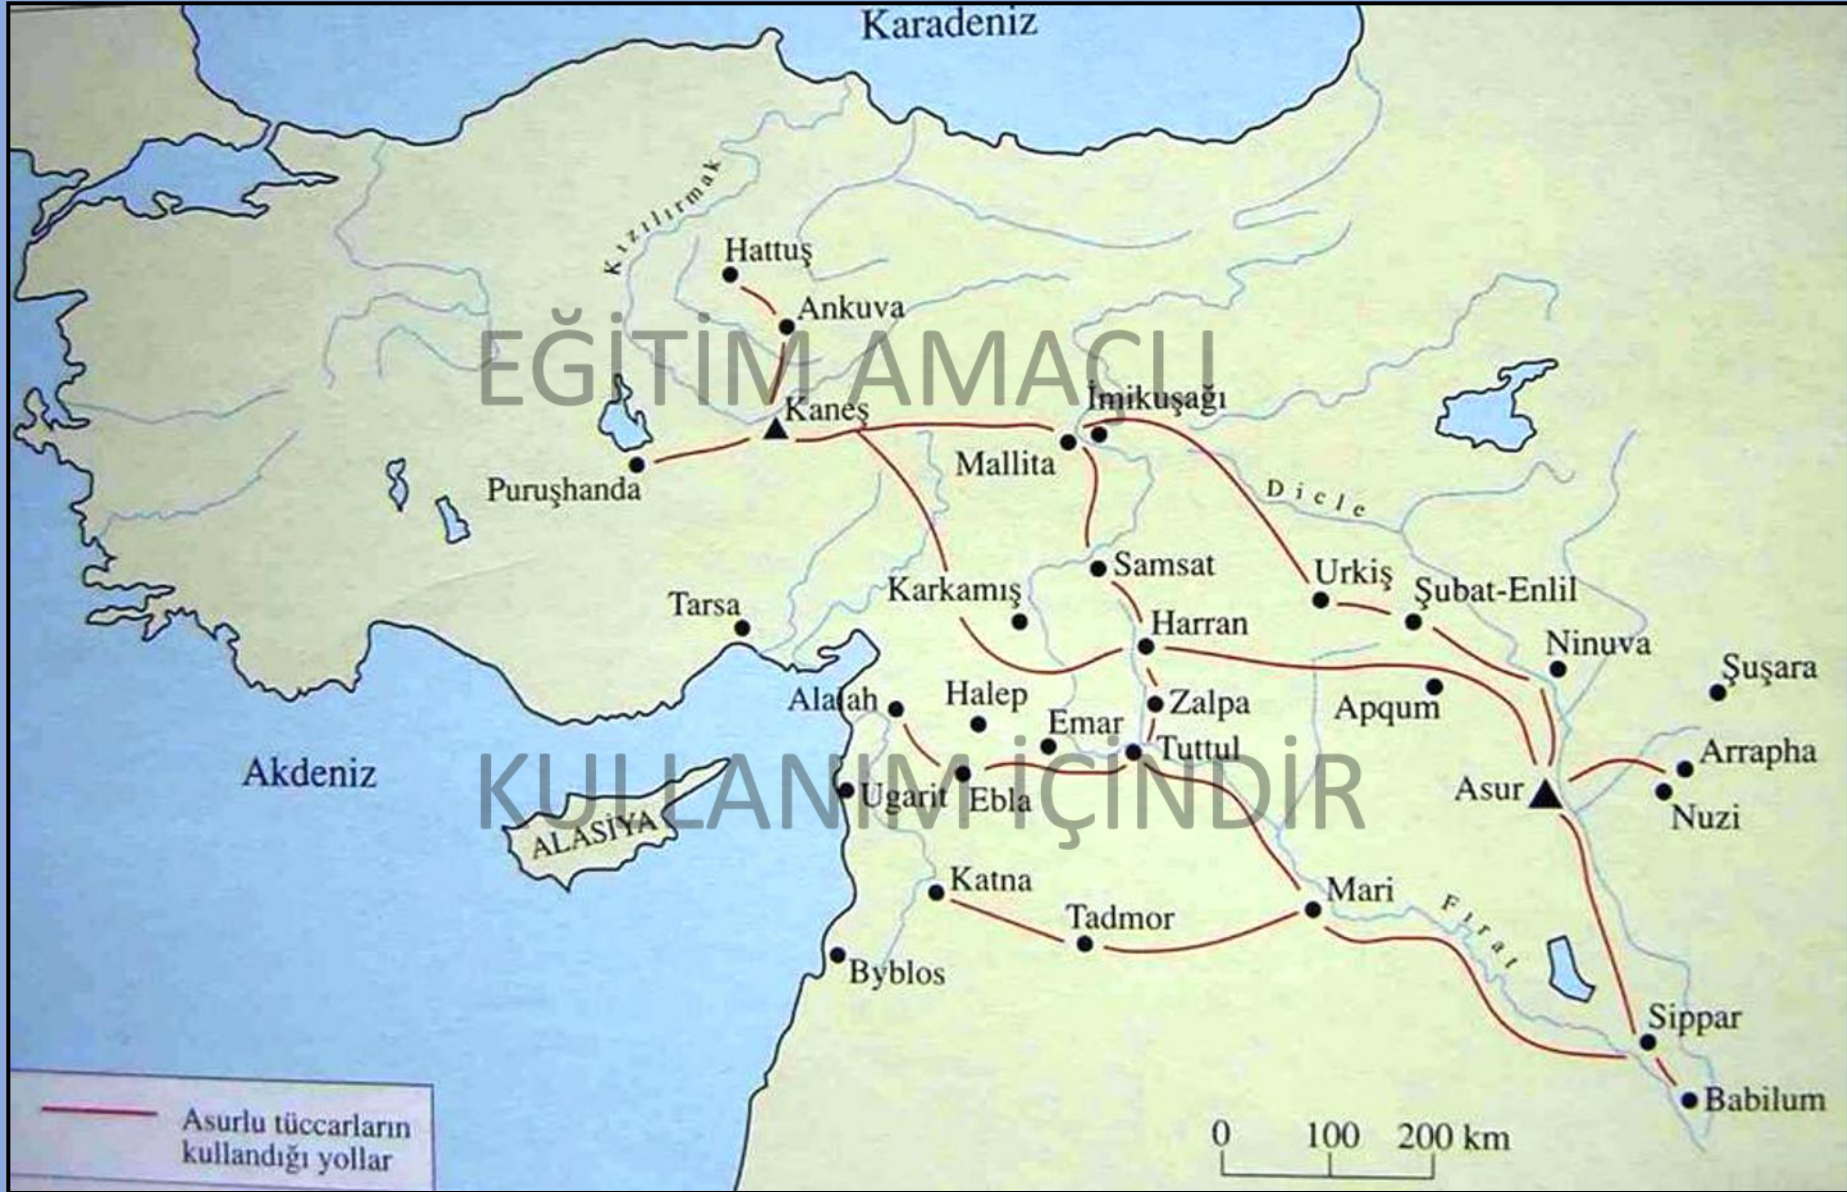 Karadeniz
Kızılırmak
Hattuş
Ankuva
EĞİTİM AMAÇLI
Kaneş
İmikuşağı
Mallita
Puruşhanda
Dicle
Samsat
Urkiş
Şubat-Enlil
Karkamış
Tarsa
Harran
Ninuva
Şuşara
Alalah
Halep
Zalpa
Apqum
Emar
Tuttul
Arrapha
Akdeniz
KULLANIM İÇİNDİR
Ugarit
Ebla
Asur
Nuzi
ALASİYA
Katna
Mari
Tadmor
Fırat
Byblos
Sippar
Babilum
Asurlu tüccarların
kullandığı yollar
0 100 200 km